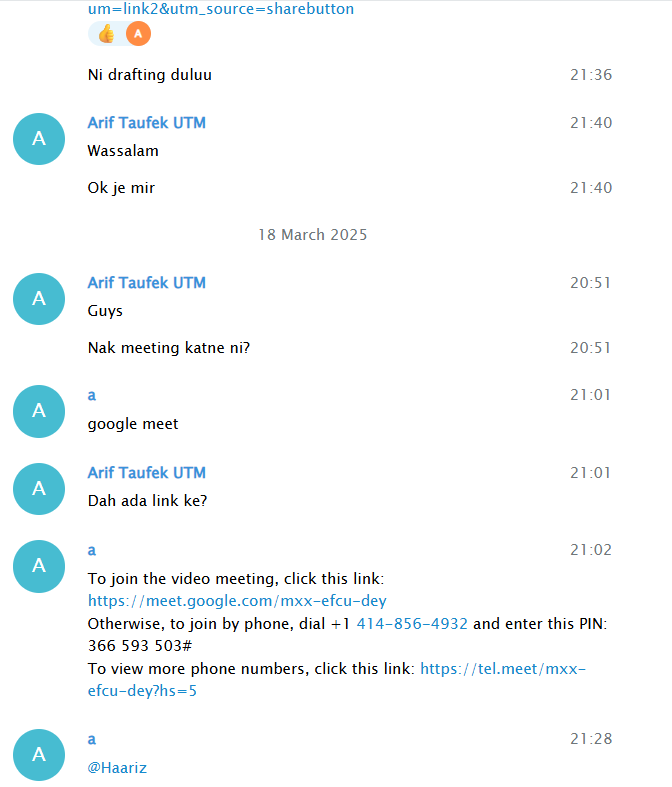 um=link2&utm_source=sharebutton
A
Ni drafting duluu
21:36
A
Arif Taufek UTM
21:40
Wassalam
Ok je mir
21:40
18 March 2025
A
Arif Taufek UTM
20:51
Guys
Nak meeting katne ni?
20:51
A
a
21:01
google meet
A
Arif Taufek UTM
21:01
Dah ada link ke?
A
a
21:02
To join the video meeting, click this link:
https://meet.google.com/mxx-efcu-dey
Otherwise, to join by phone, dial +1 414-856-4932 and enter this PIN:
366 593 503#
To view more phone numbers, click this link: https://tel.meet/mxx-
efcu-dey?hs=5
A
a
21:28
@Haariz